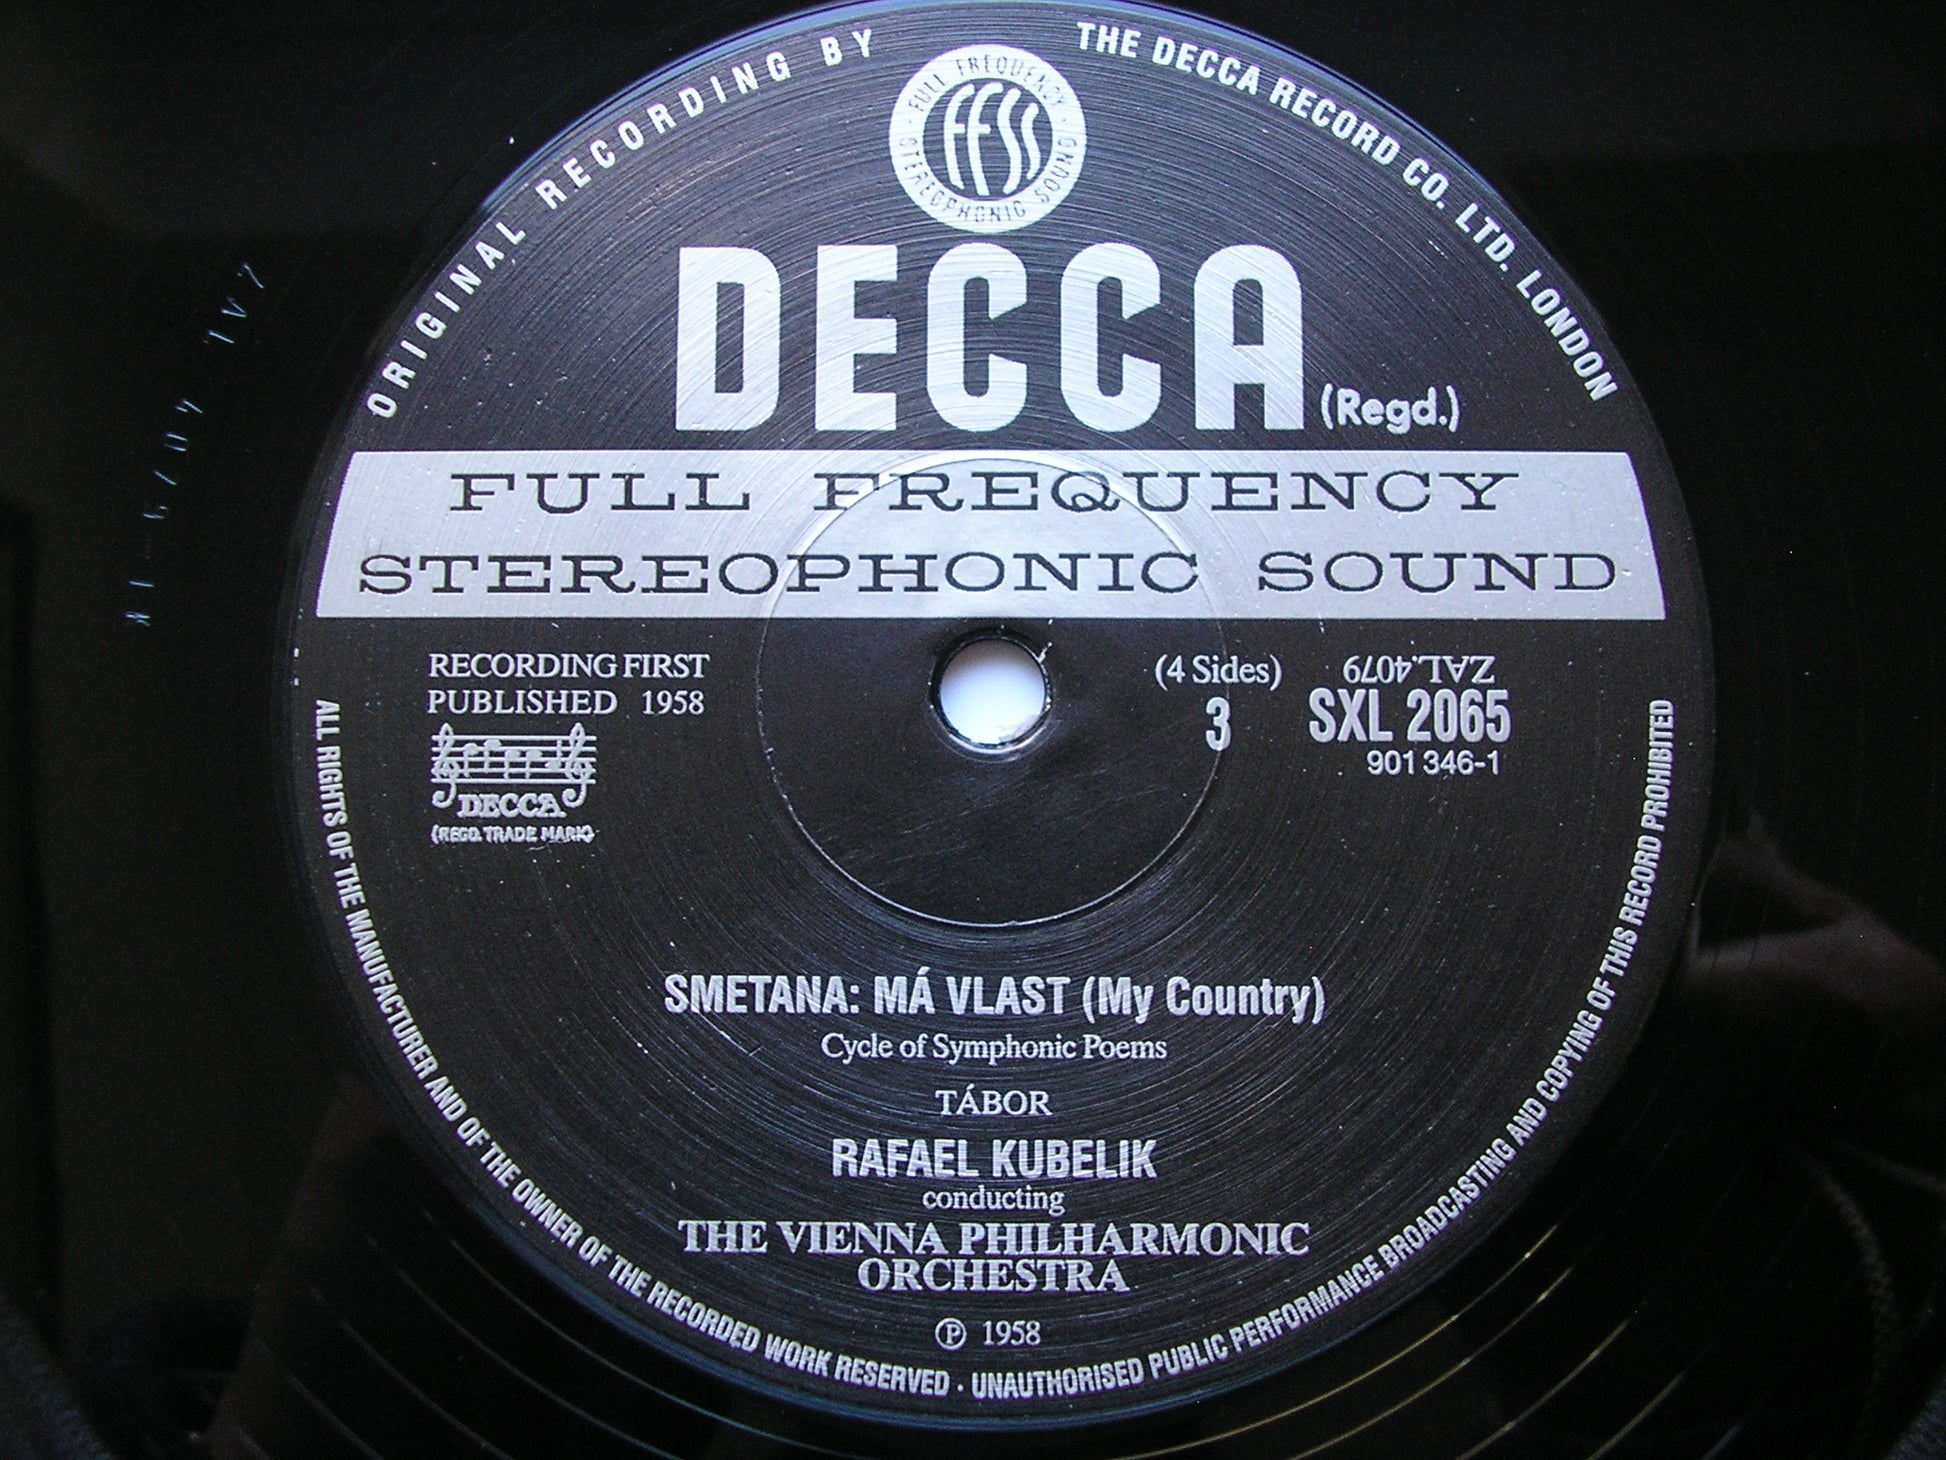 ORIGINAL RECORDING BY
THE DECCA RECORD CO. LTD. LONDON
FULL FREQUENCY
FFSS
STEREOPHONIC SOUND
DECCA (Regd.)
FULL FREQUENCY
STEREOPHONIC SOUND
RECORDING FIRST
PUBLISHED 1958
DECCA
(REGD. TRADE MARK)
(4 Sides)
3
ZAL.4079
SXL 2065
901 346-1
SMETANA: MÁ VLAST (My Country)
Cycle of Symphonic Poems
TÁBOR
RAFAEL KUBELIK
conducting
THE VIENNA PHILHARMONIC
ORCHESTRA
Ⓟ 1958
ALL RIGHTS OF THE MANUFACTURER AND OF THE OWNER OF THE RECORDED WORK RESERVED · UNAUTHORISED PUBLIC PERFORMANCE BROADCASTING AND COPYING OF THIS RECORD PROHIBITED